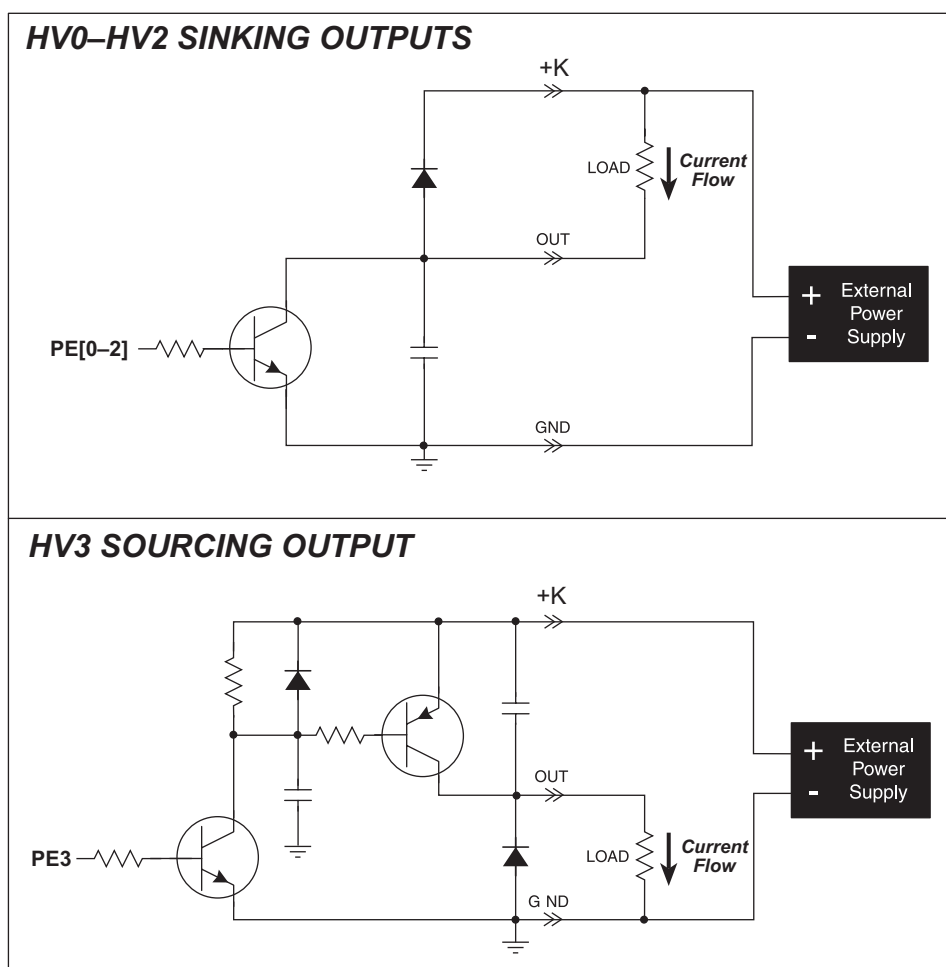 HV0–HV2 SINKING OUTPUTS
+K
LOAD
Current
Flow
OUT
+ External
Power
- Supply
PE[0–2]
GND
HV3 SOURCING OUTPUT
+K
+ External
Power
- Supply
OUT
PE3
LOAD
Current
Flow
G ND